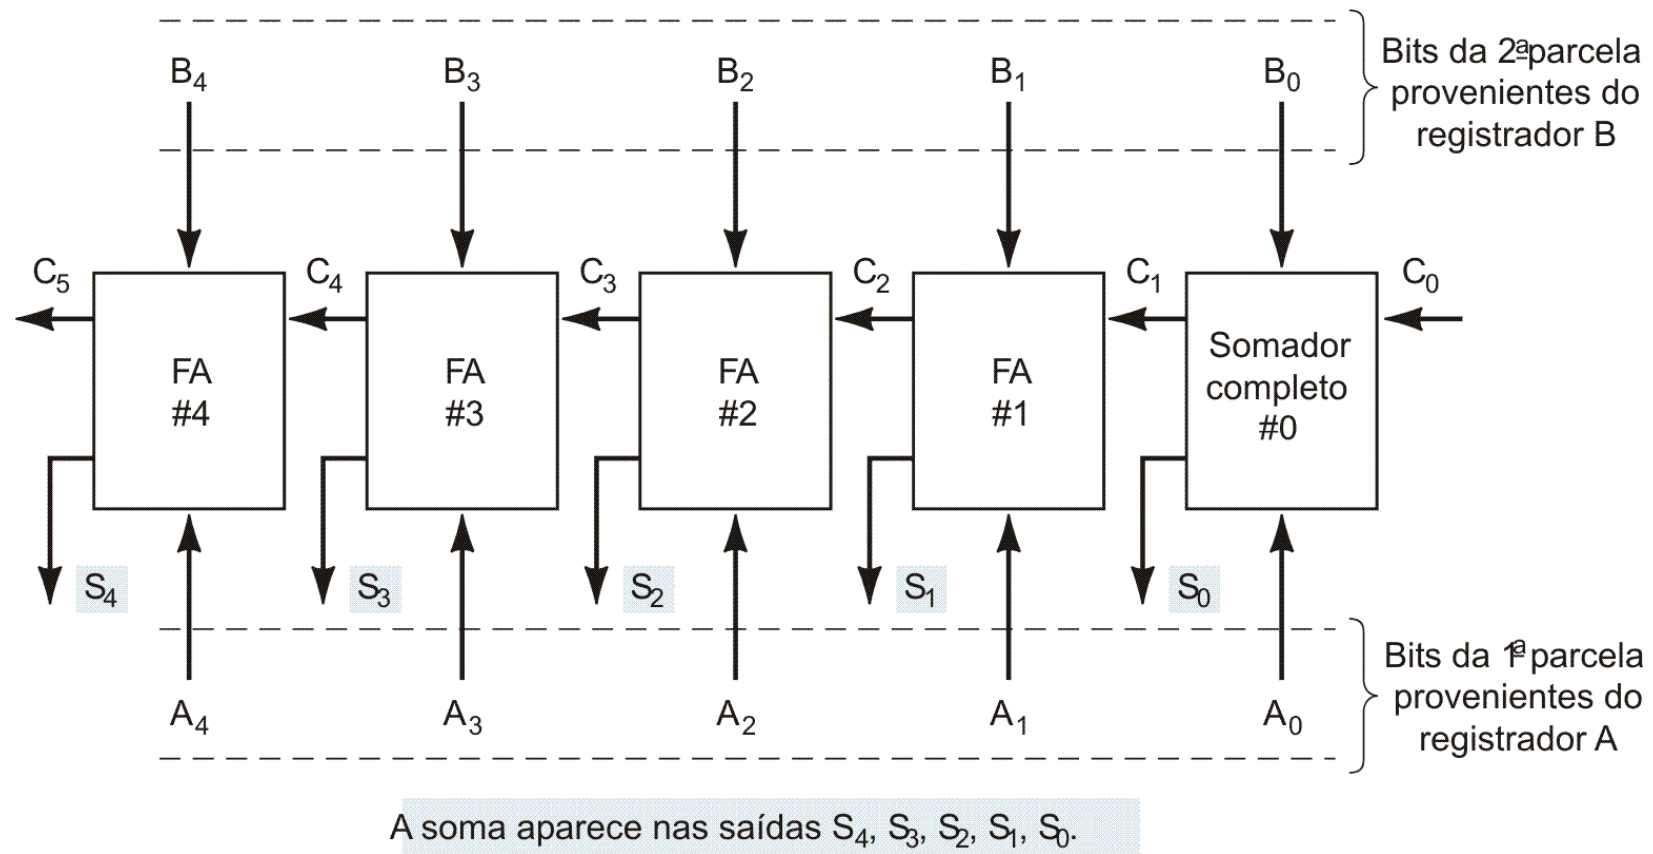 B4 B3 B2 B1 B0
Bits da 2ª parcela
provenientes do
registrador B
C5 C4 C3 C2 C1 C0
FA
#4
FA
#3
FA
#2
FA
#1
Somador
completo
#0
S4 S3 S2 S1 S0
A4 A3 A2 A1 A0
Bits da 1ª parcela
provenientes do
registrador A
A soma aparece nas saídas S4, S3, S2, S1, S0.